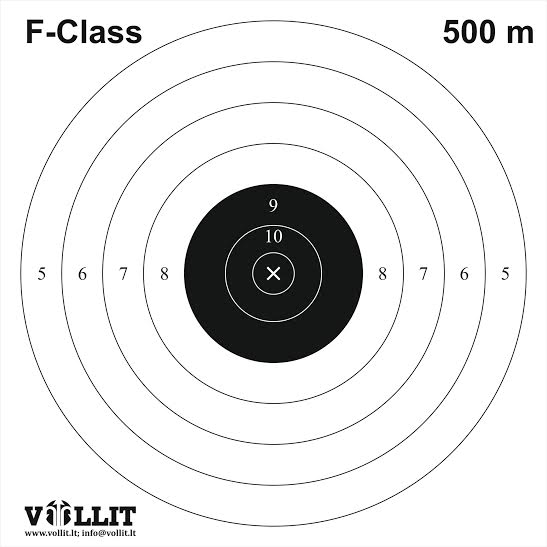 F-Class 500 m
9
10
5 6 7 8 × 8 7 6 5
VOLLIT
www.vollit.lt; info@vollit.lt